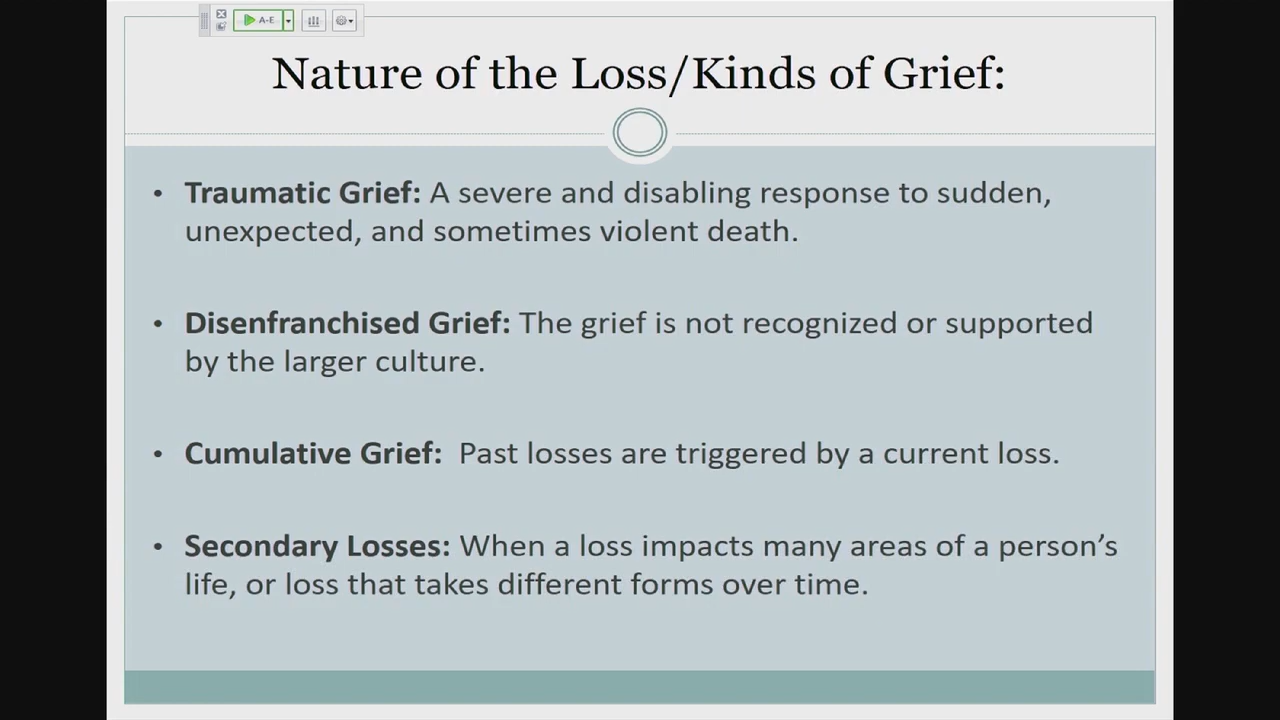 A-E
Nature of the Loss/Kinds of Grief:
• Traumatic Grief: A severe and disabling response to sudden,
unexpected, and sometimes violent death.
• Disenfranchised Grief: The grief is not recognized or supported
by the larger culture.
• Cumulative Grief:  Past losses are triggered by a current loss.
• Secondary Losses: When a loss impacts many areas of a person’s
life, or loss that takes different forms over time.